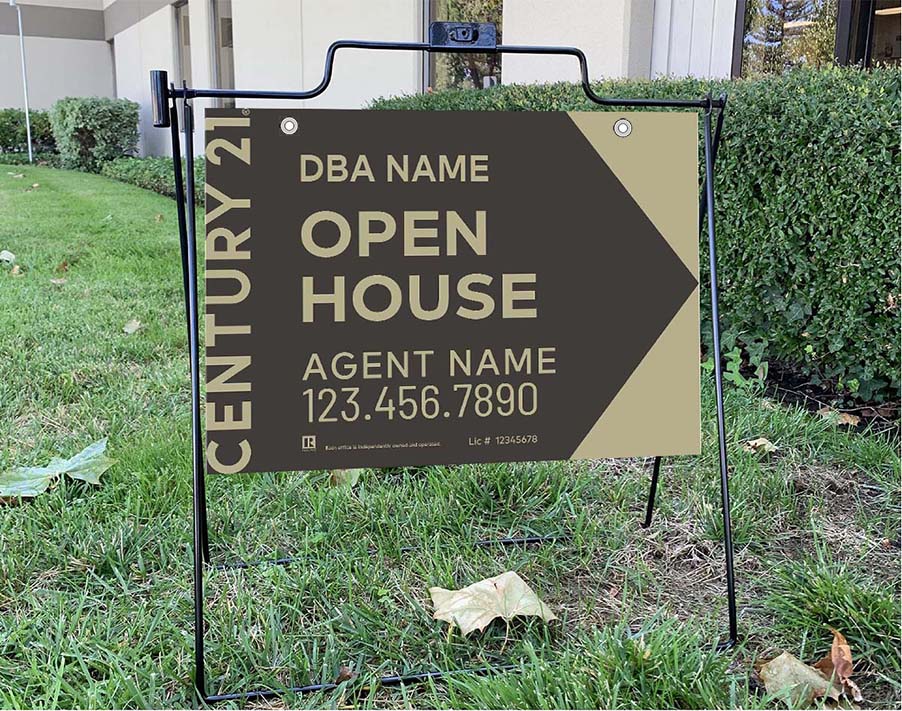 CENTURY 21®
DBA NAME
OPEN
HOUSE
AGENT NAME
123.456.7890
Each office is independently owned and operated.
Lic # 12345678